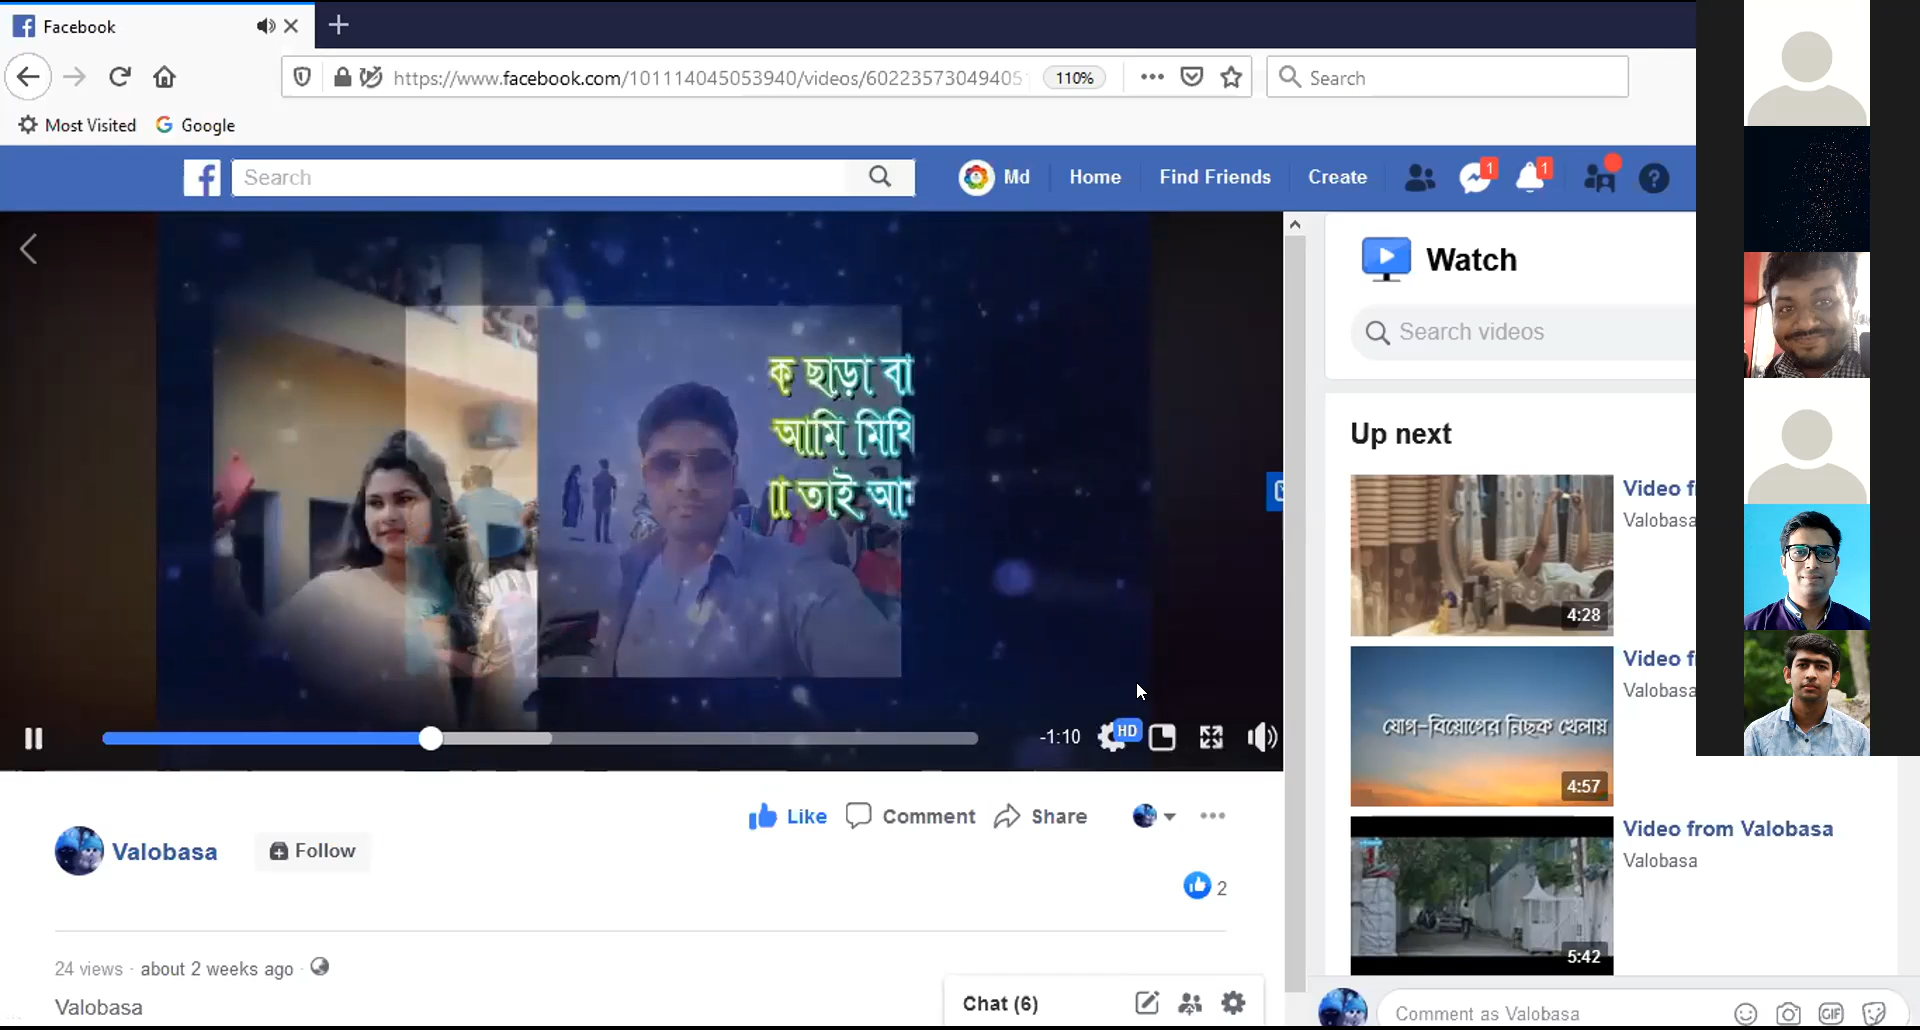 Facebook
https://www.facebook.com/101114045053940/videos/60223573049405
110%
Search
Most Visited
Google
Search
Md
Home
Find Friends
Create
1
1
ক ছাড়া বা
আমি মিথি
তাই আ
-1:10
HD
Watch
Search videos
Up next
Video f
Valobasa
4:28
Video f
Valobasa
যোগ-বিয়োগের নিছক খেলায়
4:57
Video from Valobasa
Valobasa
5:42
Like
Comment
Share
Valobasa
Follow
2
24 views · about 2 weeks ago ·
Valobasa
Chat (6)
Comment as Valobasa
GIF